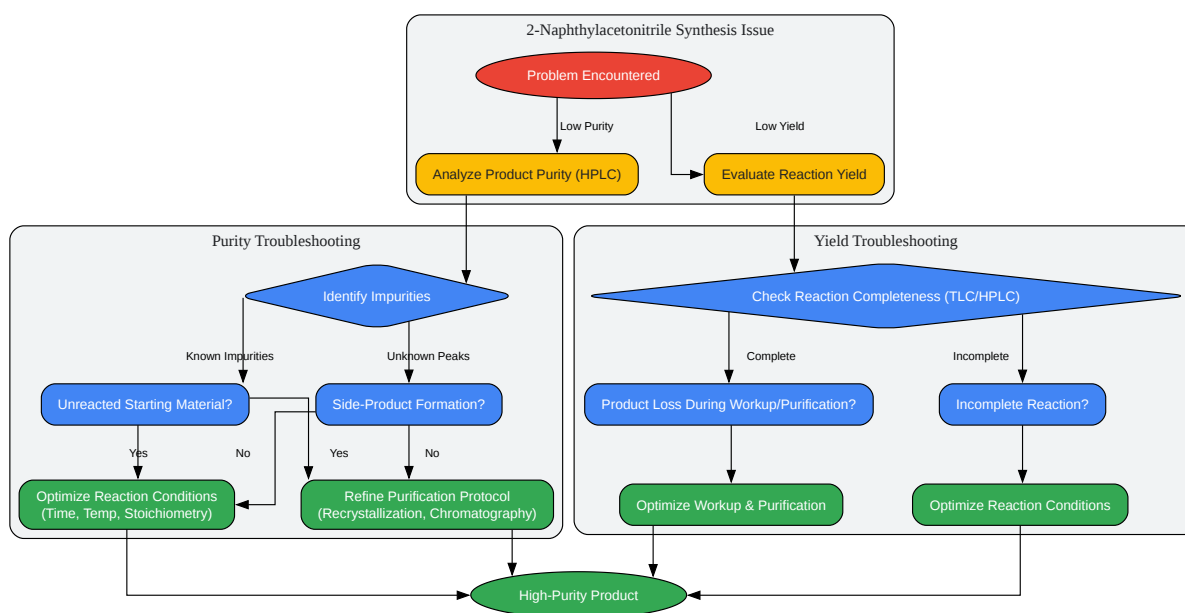 2-Naphthylacetonitrile Synthesis Issue
Problem Encountered
Low Purity
Low Yield
Analyze Product Purity (HPLC)
Evaluate Reaction Yield
Purity Troubleshooting
Yield Troubleshooting
Identify Impurities
Check Reaction Completeness (TLC/HPLC)
Known Impurities
Unknown Peaks
Complete
Incomplete
Unreacted Starting Material?
Side-Product Formation?
Product Loss During Workup/Purification?
Incomplete Reaction?
Yes
No
Yes
No
Optimize Reaction Conditions
(Time, Temp, Stoichiometry)
Refine Purification Protocol
(Recrystallization, Chromatography)
Optimize Workup & Purification
Optimize Reaction Conditions
High-Purity Product